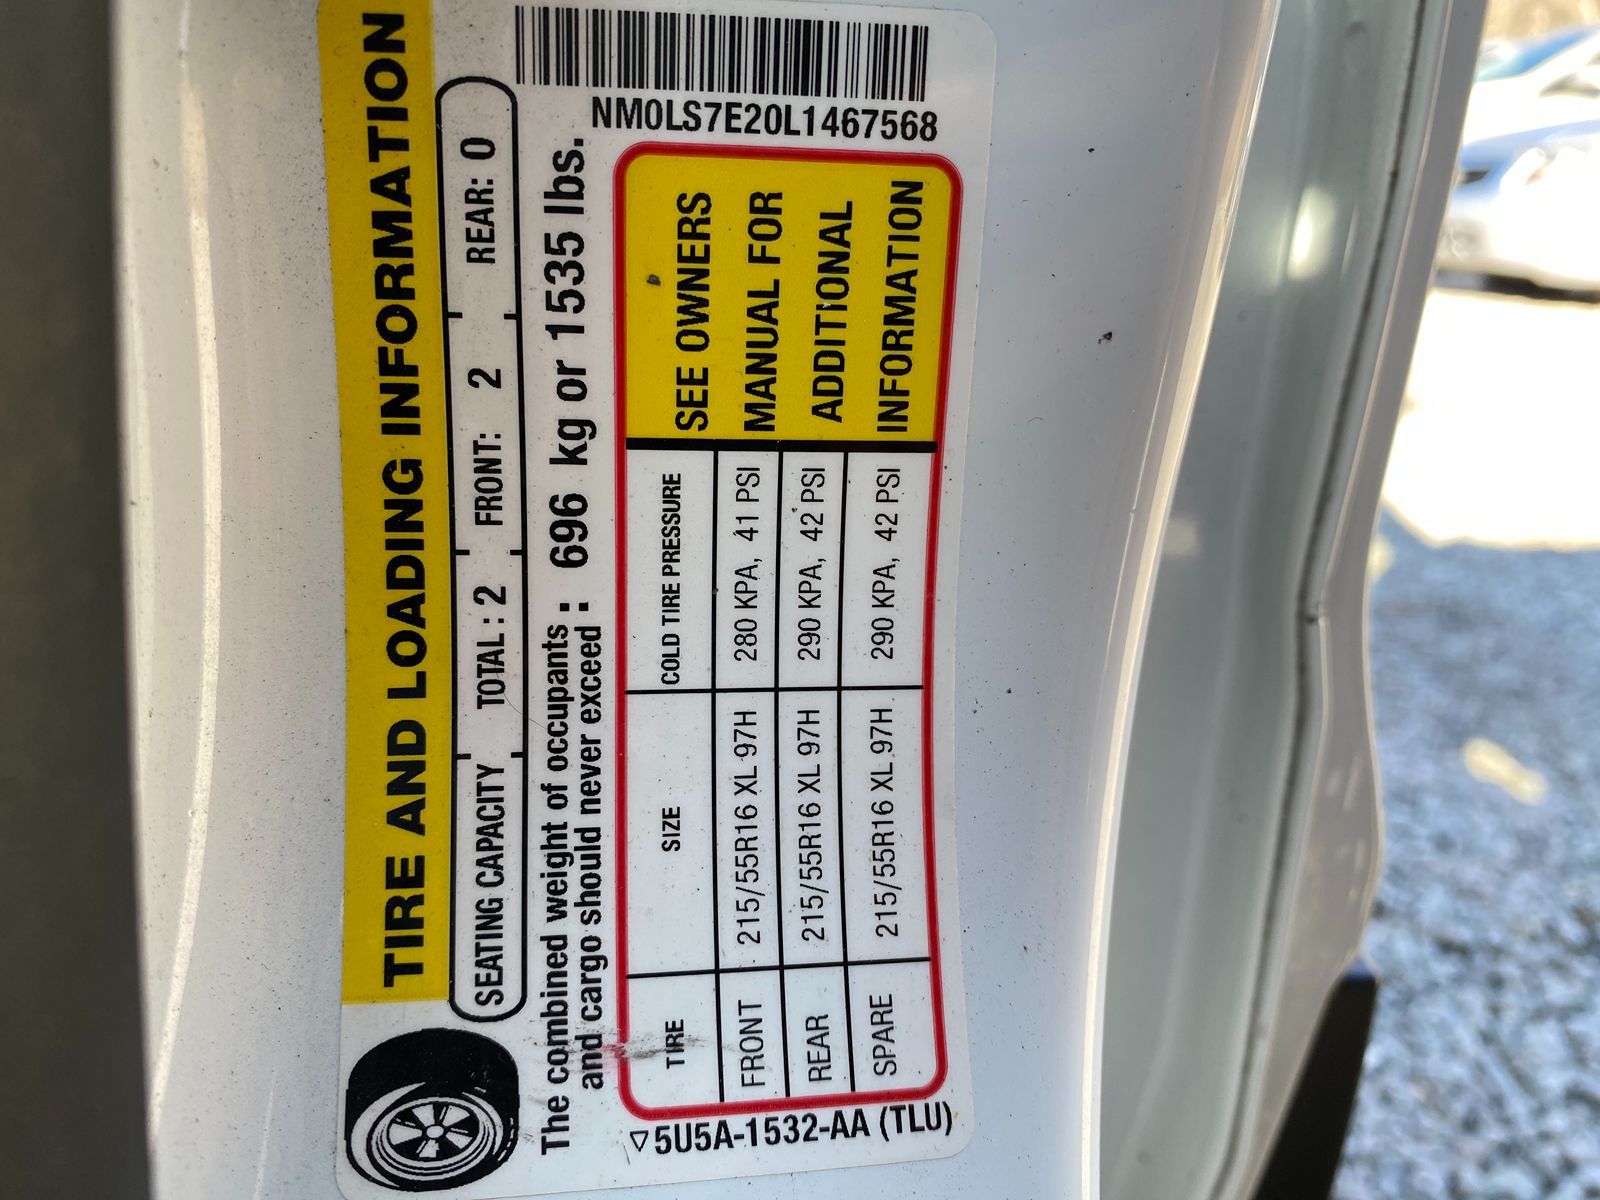 TIRE AND LOADING INFORMATION
SEATING CAPACITY TOTAL : 2 FRONT: 2 REAR: 0
The combined weight of occupants :
and cargo should never exceed : 696 kg or 1535 lbs.
TIRE SIZE COLD TIRE PRESSURE
FRONT 215/55R16 XL 97H 280 KPA, 41 PSI
REAR 215/55R16 XL 97H 290 KPA, 42 PSI
SPARE 215/55R16 XL 97H 290 KPA, 42 PSI
SEE OWNERS
MANUAL FOR
ADDITIONAL
INFORMATION
5U5A-1532-AA (TLU)
NM0LS7E20L1467568